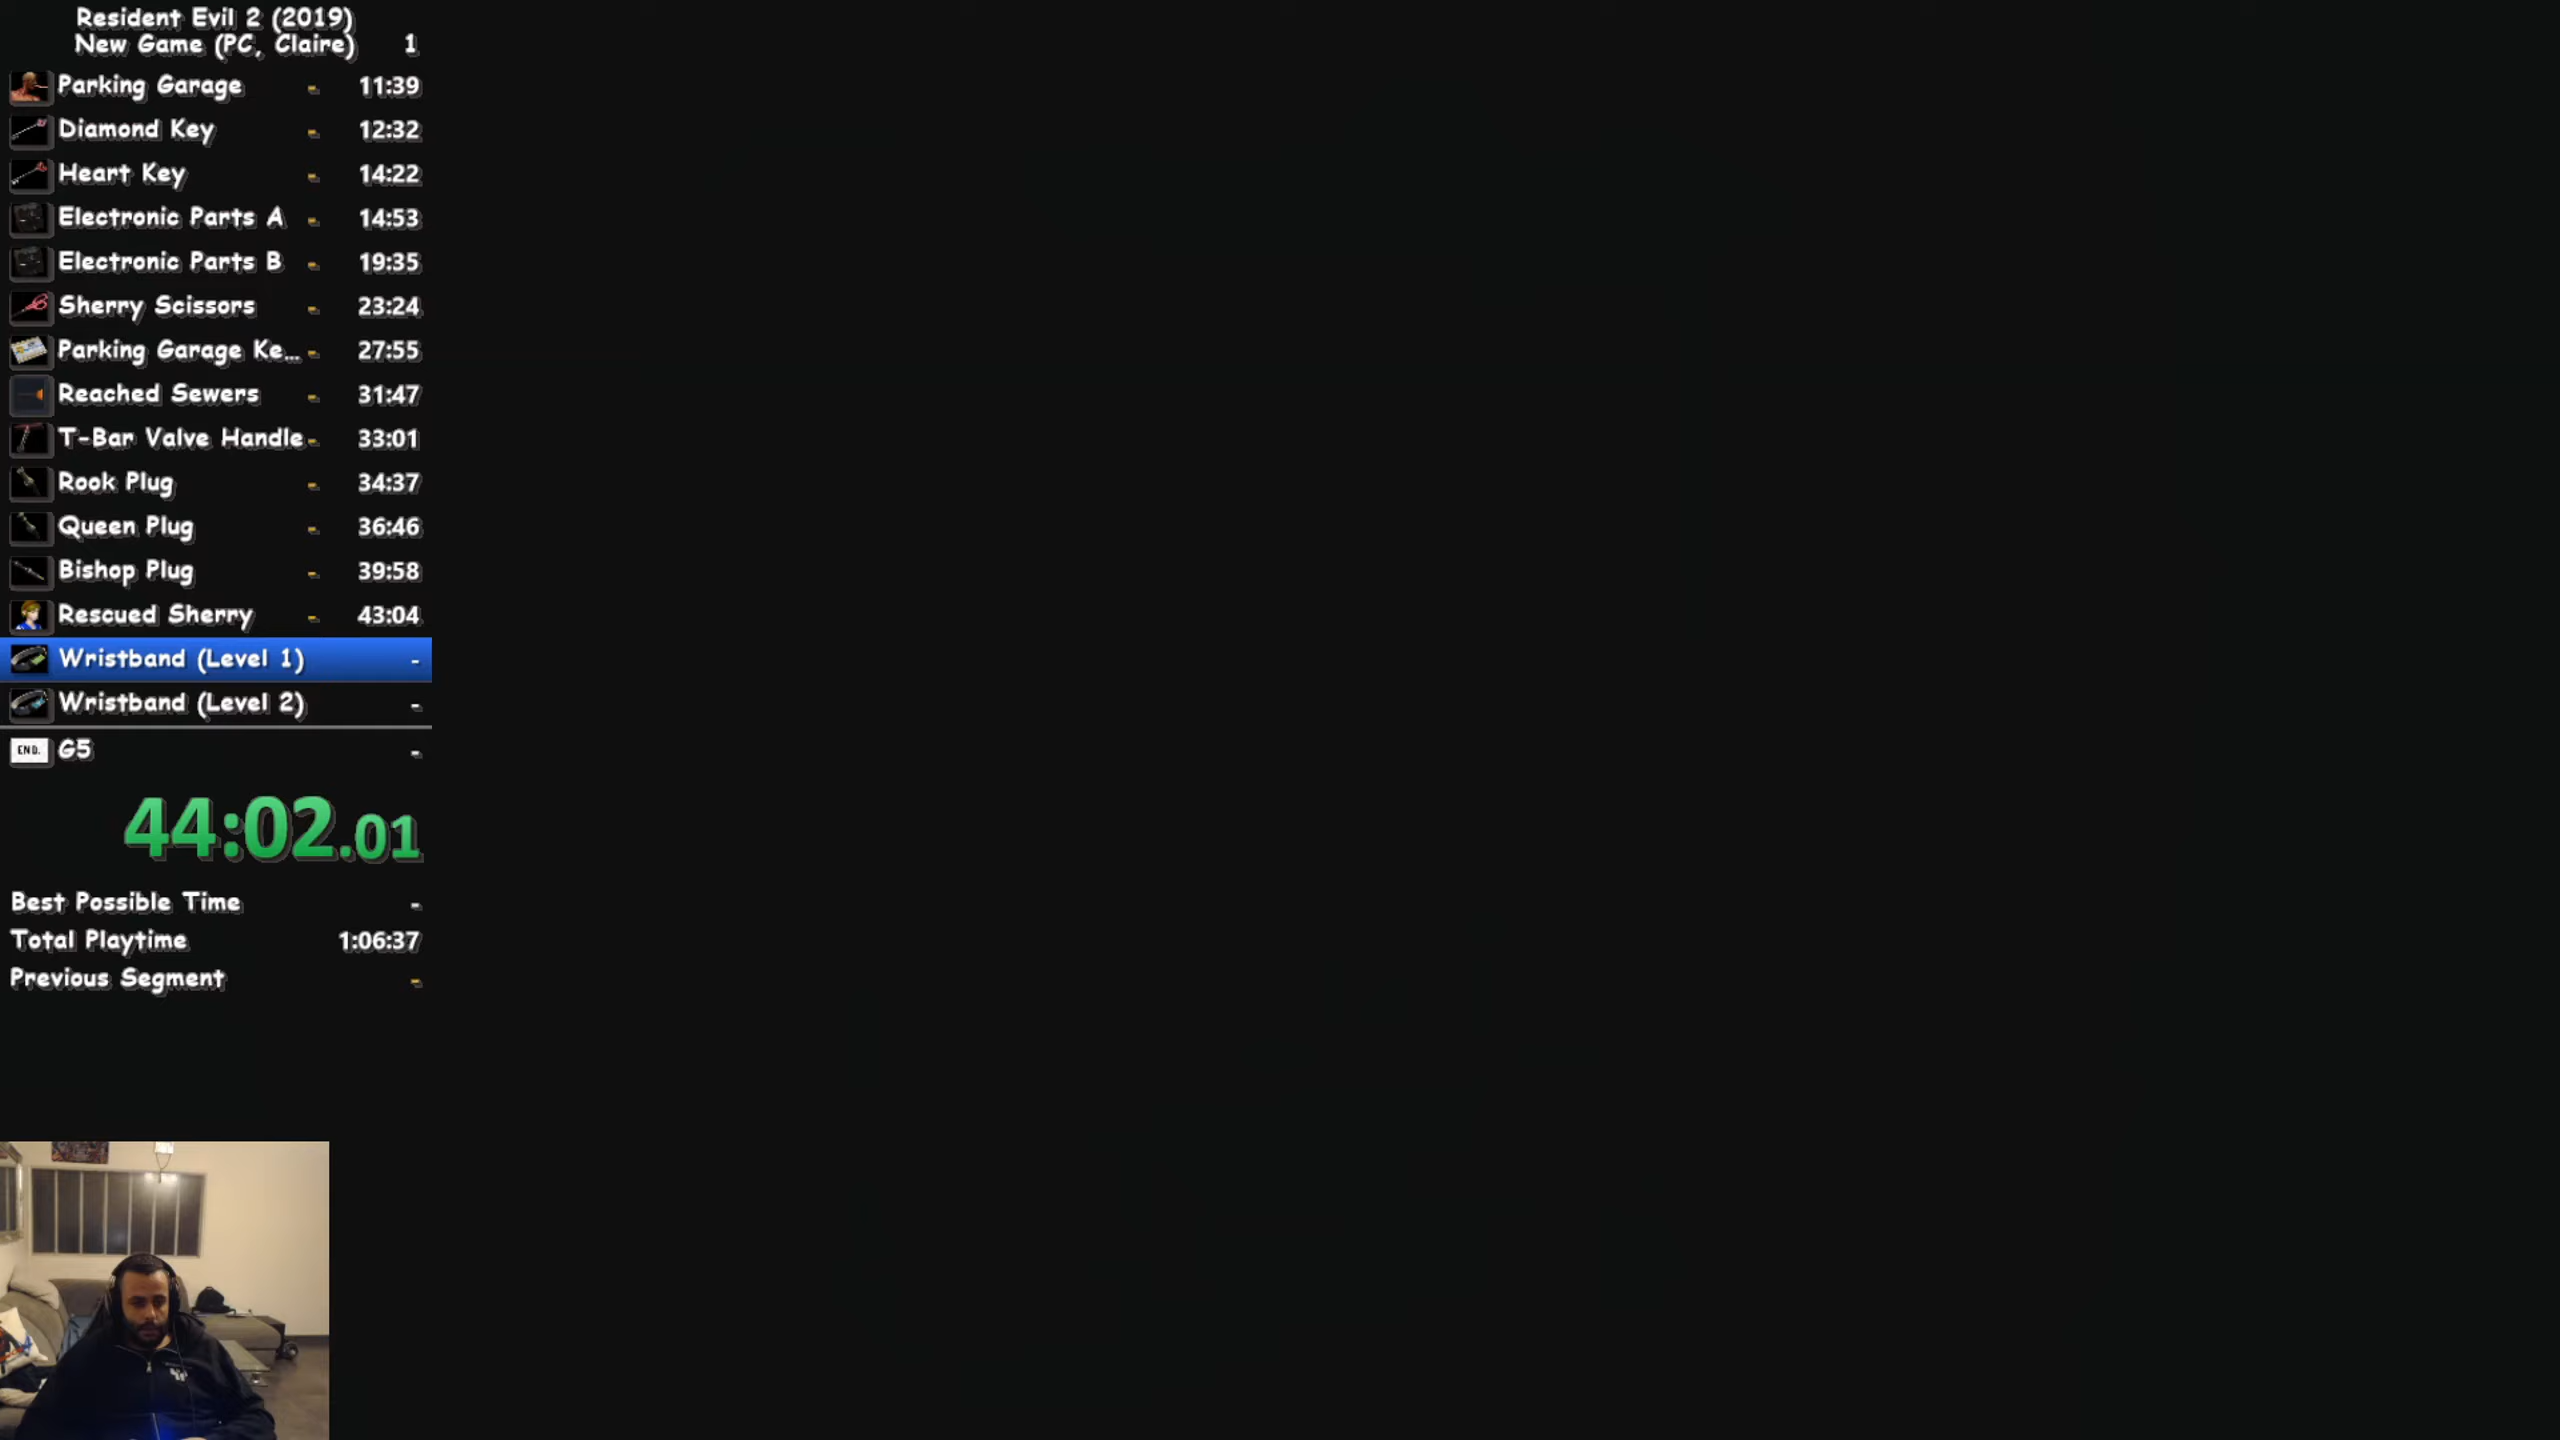 Resident Evil 2 (2019)
New Game (PC, Claire) 1
Parking Garage - 11:39
Diamond Key - 12:32
Heart Key - 14:22
Electronic Parts A - 14:53
Electronic Parts B - 19:35
Sherry Scissors - 23:24
Parking Garage Ke... - 27:55
Reached Sewers - 31:47
T-Bar Valve Handle - 33:01
Rook Plug - 34:37
Queen Plug - 36:46
Bishop Plug - 39:58
Rescued Sherry - 43:04
Wristband (Level 1) -
Wristband (Level 2) -
END. G5 -
44:02.01
Best Possible Time -
Total Playtime 1:06:37
Previous Segment -